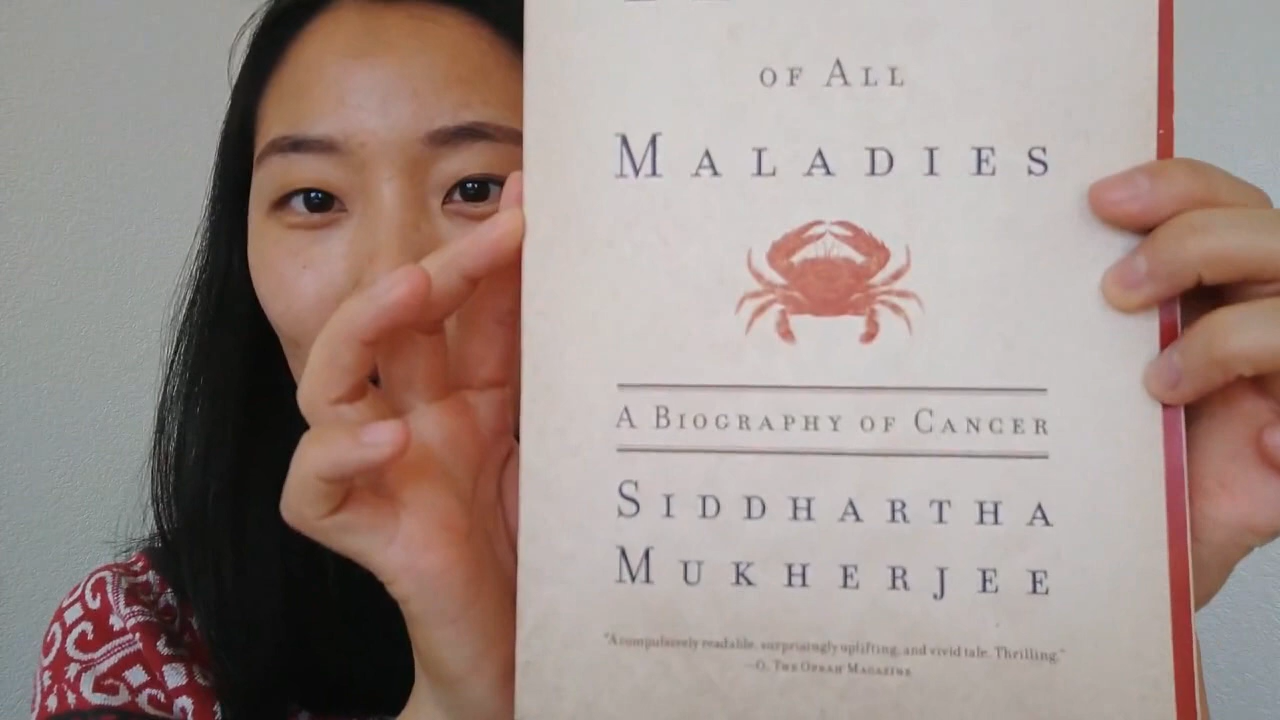 OF ALL
MALADIES
A BIOGRAPHY OF CANCER
SIDDHARTHA
MUKHERJEE
"A compulsively readable, surprisingly uplifting, and vivid tale. Thrilling."
—O, THE OPRAH MAGAZINE